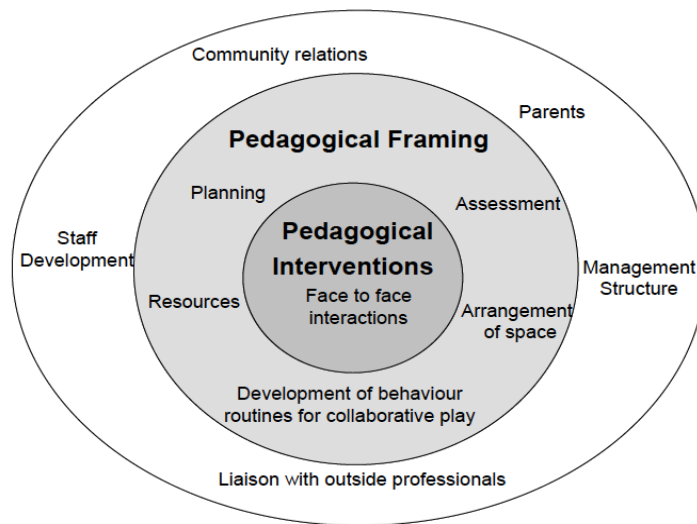 Community relations
Parents
Pedagogical Framing
Planning
Assessment
Staff
Development
Pedagogical
Interventions
Face to face
interactions
Management
Structure
Resources
Arrangement
of space
Development of behaviour
routines for collaborative play
Liaison with outside professionals